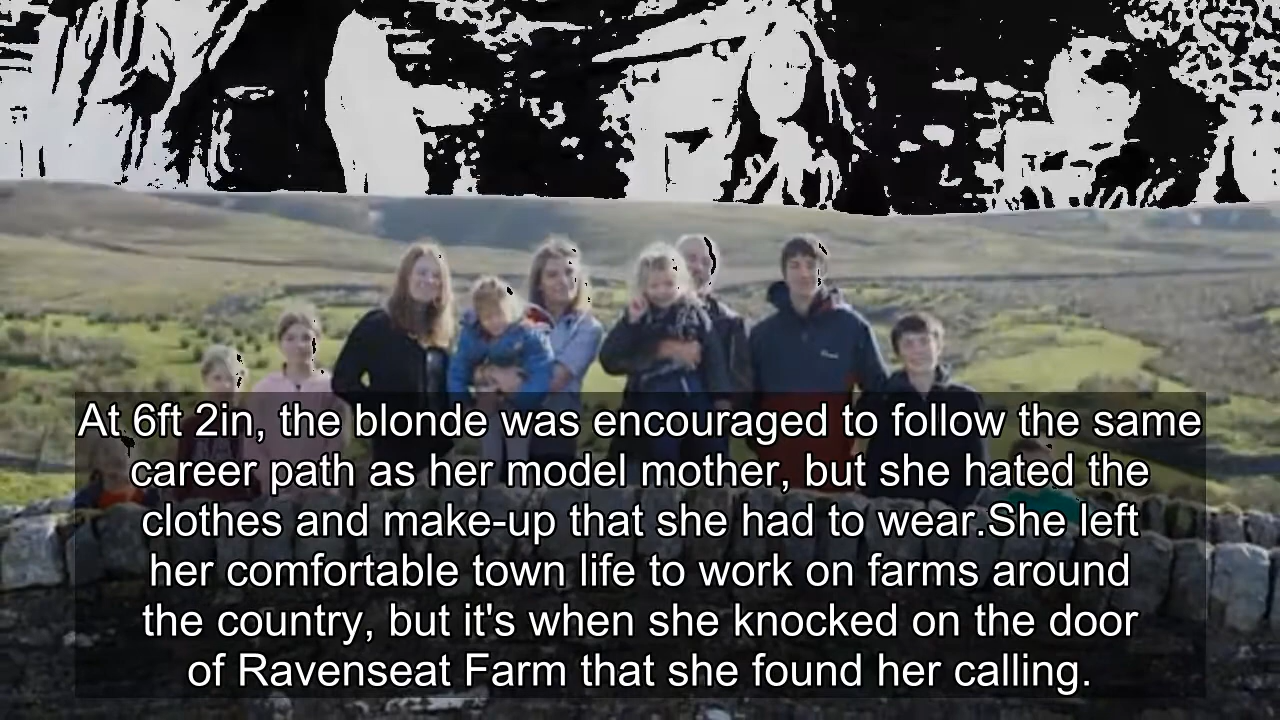 At 6ft 2in, the blonde was encouraged to follow the same
career path as her model mother, but she hated the
clothes and make-up that she had to wear.She left
her comfortable town life to work on farms around
the country, but it's when she knocked on the door
of Ravenseat Farm that she found her calling.